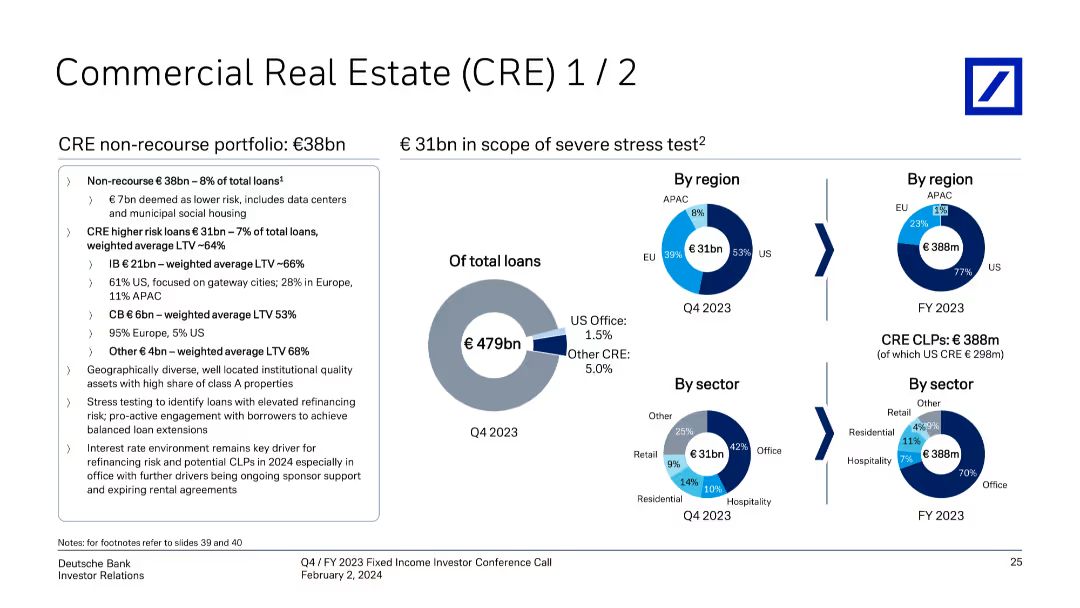 Commercial Real Estate (CRE) 1 / 2
CRE non-recourse portfolio: €38bn
〉 Non-recourse € 38bn – 8% of total loans¹
〉 € 7bn deemed as lower risk, includes data centers
and municipal social housing
〉 CRE higher risk loans € 31bn – 7% of total loans,
weighted average LTV ~64%
〉 IB € 21bn – weighted average LTV ~66%
〉 61% US, focused on gateway cities; 28% in Europe,
11% APAC
〉 CB € 6bn – weighted average LTV 53%
〉 95% Europe, 5% US
〉 Other € 4bn – weighted average LTV 68%
〉 Geographically diverse, well located institutional quality
assets with high share of class A properties
〉 Stress testing to identify loans with elevated refinancing
risk; pro-active engagement with borrowers to achieve
balanced loan extensions
〉 Interest rate environment remains key driver for
refinancing risk and potential CLPs in 2024 especially in
office with further drivers being ongoing sponsor support
and expiring rental agreements
€ 31bn in scope of severe stress test²
Of total loans
€ 479bn
US Office:
1.5%
Other CRE:
5.0%
Q4 2023
By region
APAC
8%
EU
39%
€ 31bn
53%
US
Q4 2023
By region
APAC
1%
EU
23%
€ 388m
77%
US
FY 2023
CRE CLPs: € 388m
(of which US CRE € 298m)
By sector
Other
25%
42%
Office
Retail
9%
€ 31bn
14%
10%
Residential
Hospitality
Q4 2023
By sector
Other
Retail
4%
9%
Residential
11%
Hospitality
7%
€ 388m
70%
Office
FY 2023
Notes: for footnotes refer to slides 39 and 40
Deutsche Bank
Investor Relations
Q4 / FY 2023 Fixed Income Investor Conference Call
February 2, 2024
25